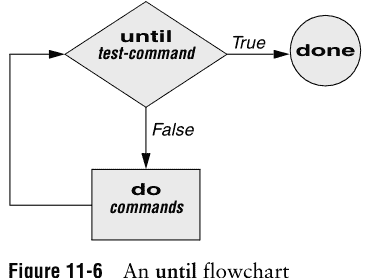 until
test-command
True
done
False
do
commands
Figure 11-6 An until flowchart